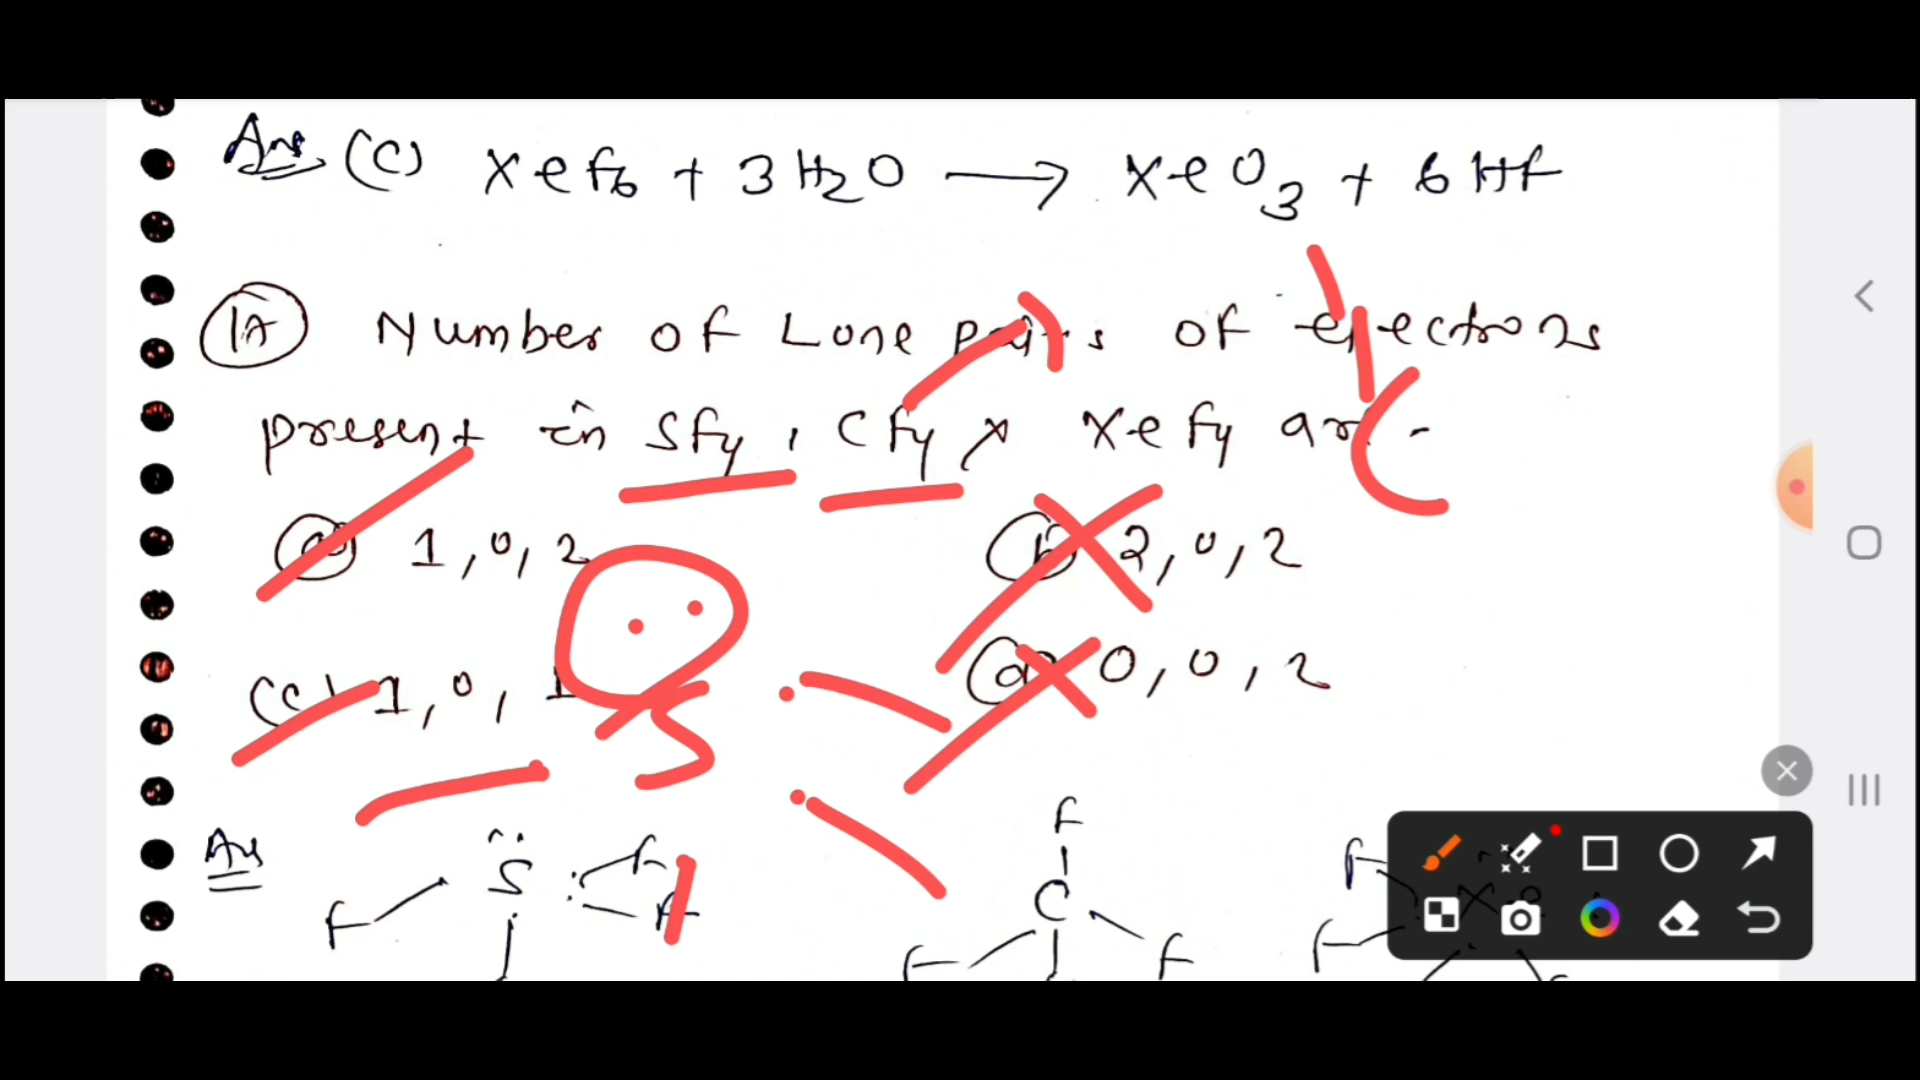 Ans (C) XeF6 + 3H2O → XeO3 + 6HF
Number of Lone Pairs of electrons
present in SF4, CF4 × XeF4 are -
(a) 1, 0, 2 (b) 2, 0, 2
(c) 1, 0, 1 (d) 0, 0, 2
S
Ans S F F F
F C F F
F F X